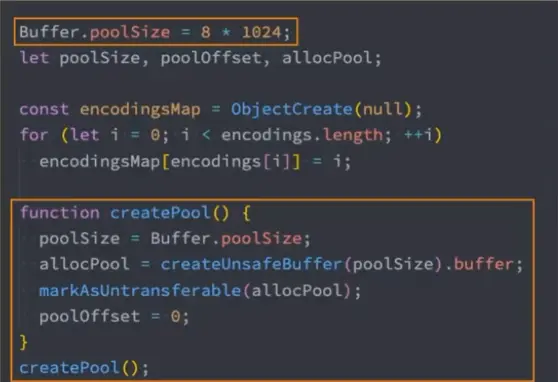 Buffer.poolSize = 8 * 1024;
let poolSize, poolOffset, allocPool;
const encodingsMap = ObjectCreate(null);
for (let i = 0; i < encodings.length; ++i)
encodingsMap[encodings[i]] = i;
function createPool() {
poolSize = Buffer.poolSize;
allocPool = createUnsafeBuffer(poolSize).buffer;
markAsUntransferable(allocPool);
poolOffset = 0;
}
createPool();